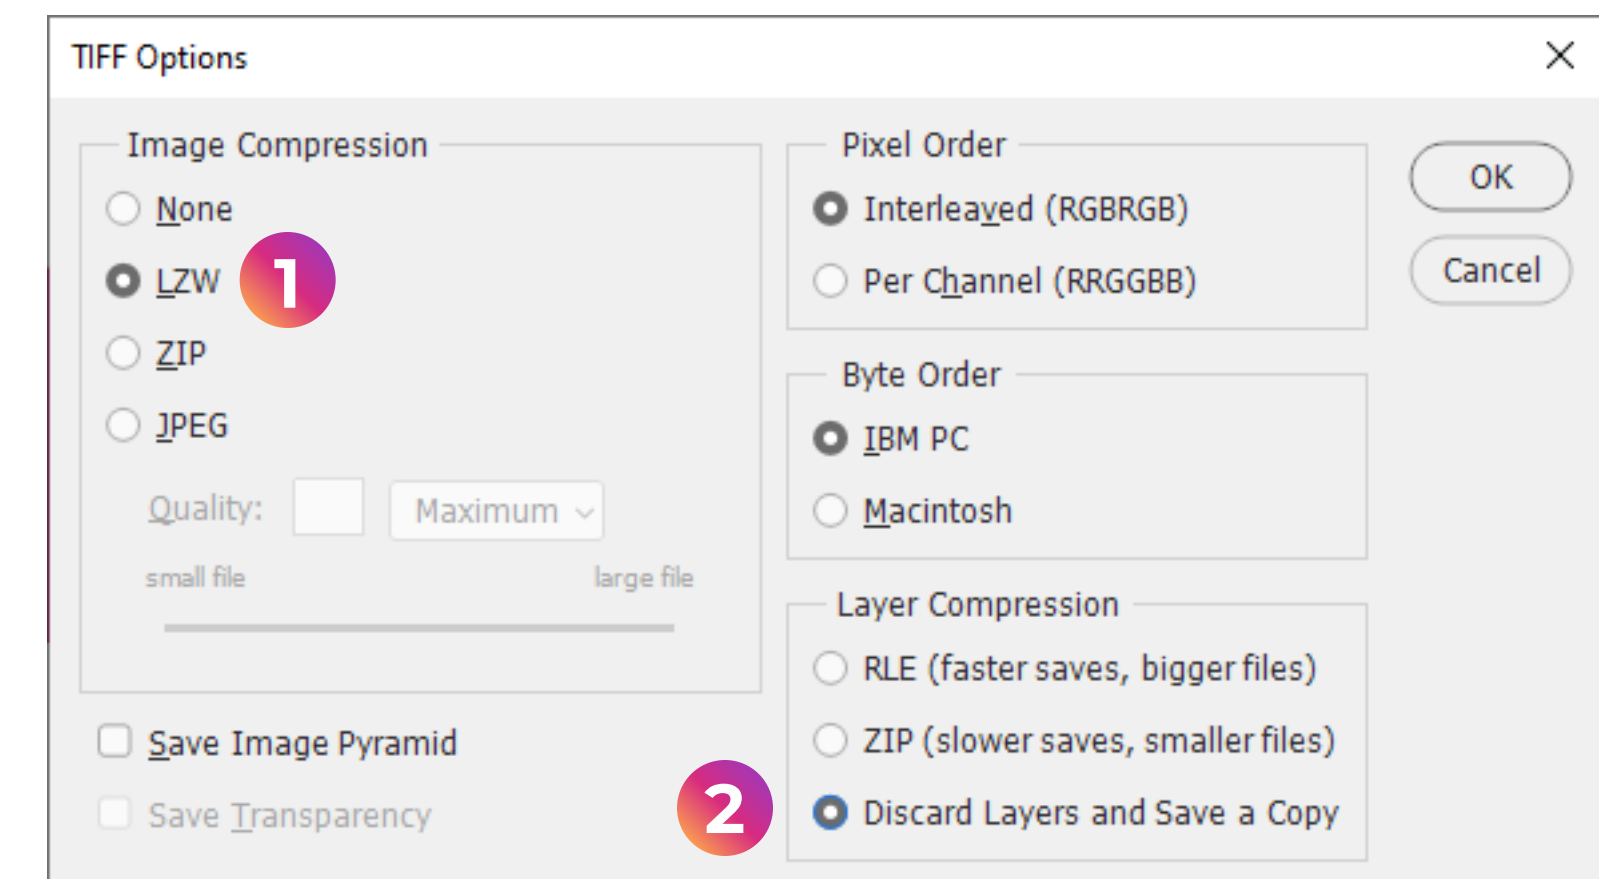 TIFF Options
Image Compression
None
LZW
1
ZIP
JPEG
Quality:
Maximum
small file
large file
Save Image Pyramid
Save Transparency
Pixel Order
Interleaved (RGBRGB)
Per Channel (RRGGBB)
Byte Order
IBM PC
Macintosh
Layer Compression
RLE (faster saves, bigger files)
ZIP (slower saves, smaller files)
2
Discard Layers and Save a Copy
OK
Cancel